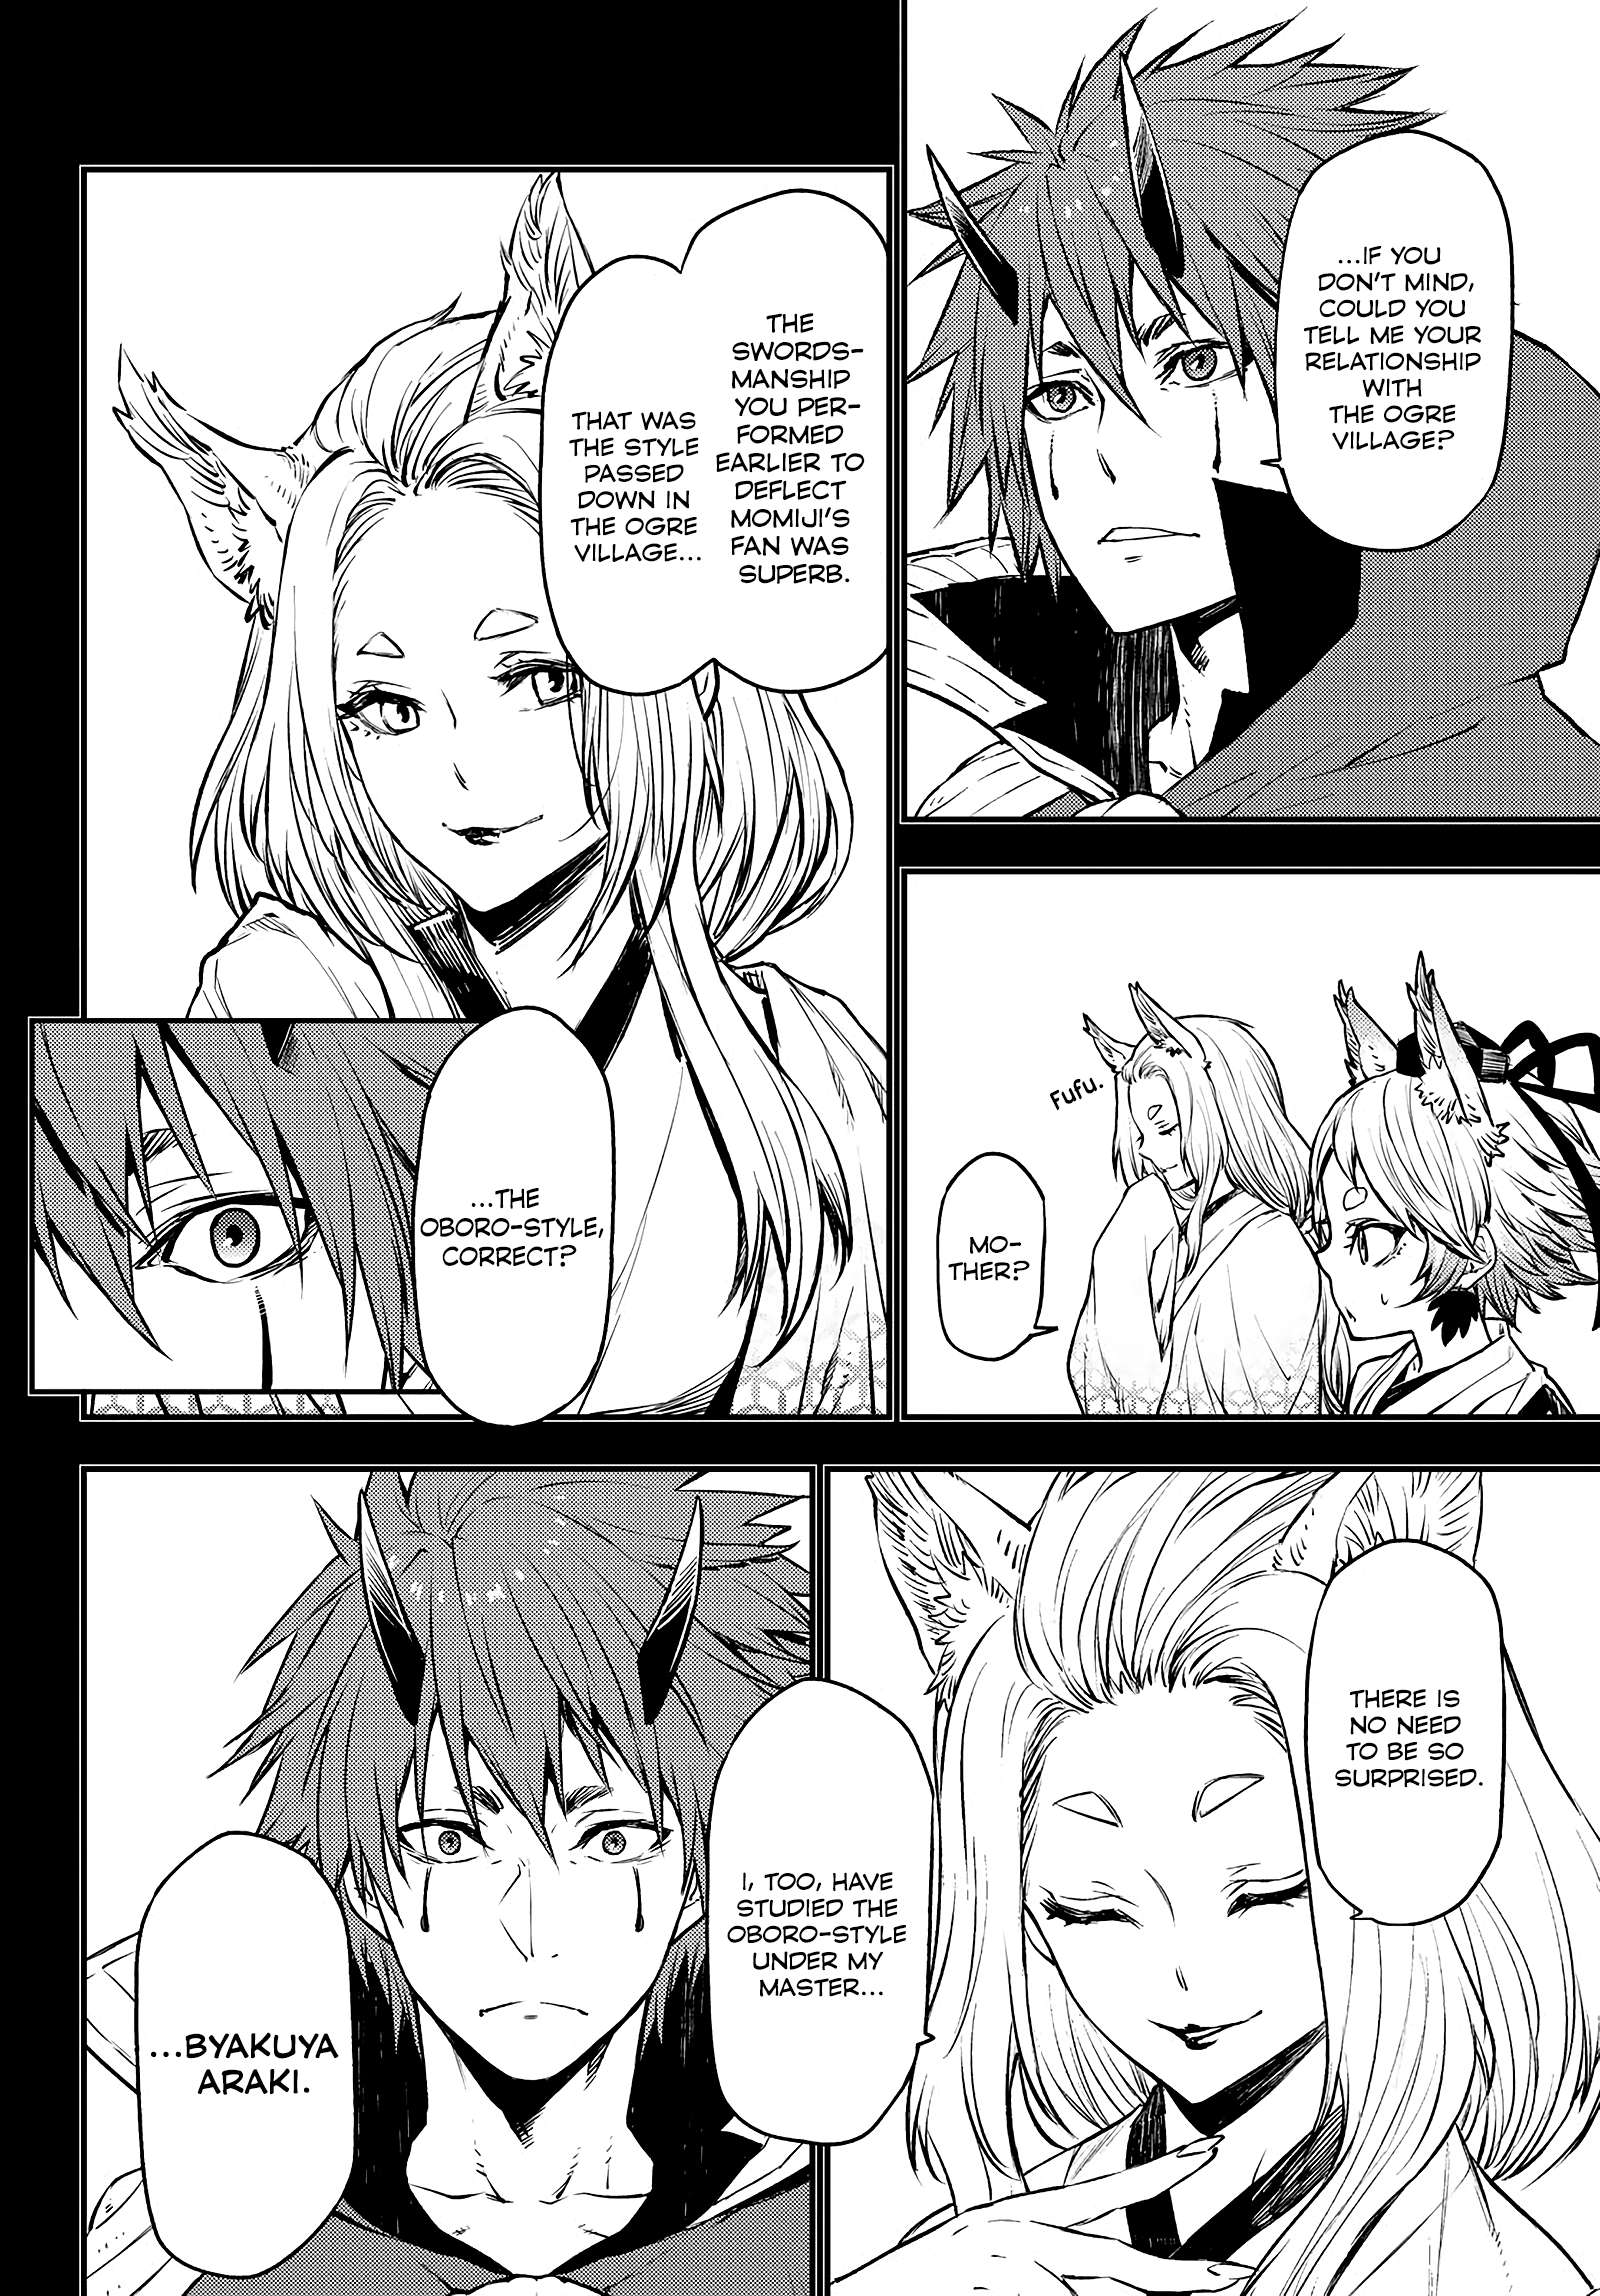 ...IF YOU
DON'T MIND,
COULD YOU
TELL ME YOUR
RELATIONSHIP
WITH
THE OGRE
VILLAGE?
FUFU.
MO-
THER?
THE
SWORDS-
MANSHIP
YOU PER-
FORMED
EARLIER TO
DEFLECT
MOMIJI'S
FAN WAS
SUPERB.
THAT WAS
THE STYLE
PASSED
DOWN IN
THE OGRE
VILLAGE...
...THE
OBORO-STYLE,
CORRECT?
THERE IS
NO NEED
TO BE SO
SURPRISED.
I, TOO, HAVE
STUDIED THE
OBORO-STYLE
UNDER MY
MASTER...
...BYAKUYA
ARAKI.